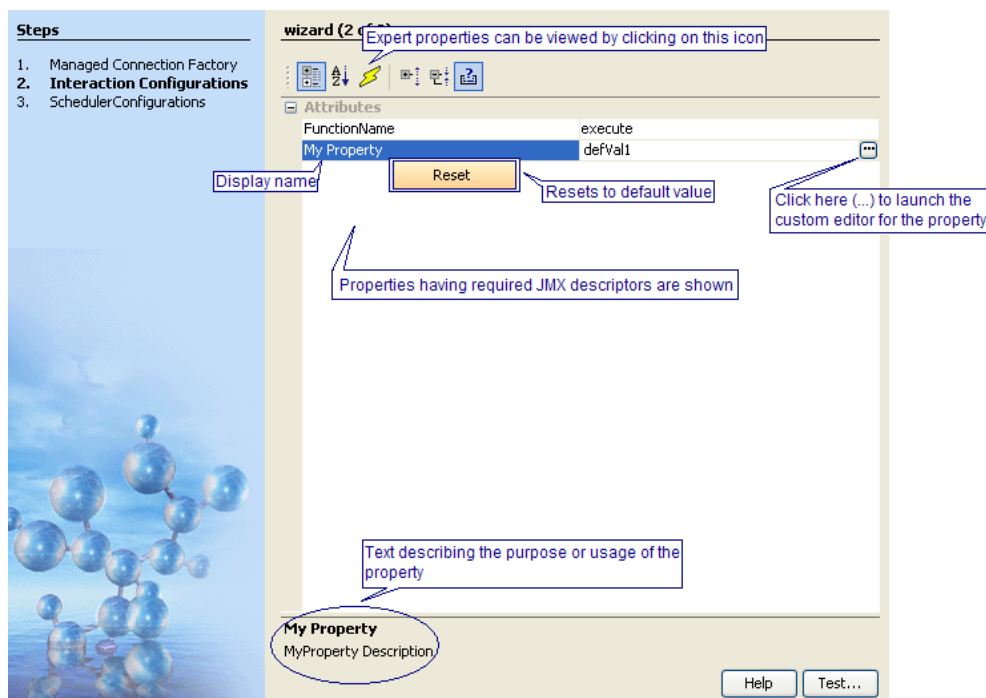 Steps
1. Managed Connection Factory
2. Interaction Configurations
3. SchedulerConfigurations
wizard (2 of
Expert properties can be viewed by clicking on this icon
Attributes
FunctionName execute
My Property defVal1
Reset
Display name
Resets to default value
Click here (...) to launch the
custom editor for the property
Properties having required JMX descriptors are shown
Text describing the purpose or usage of the
property
My Property
MyProperty Description
Help Test...